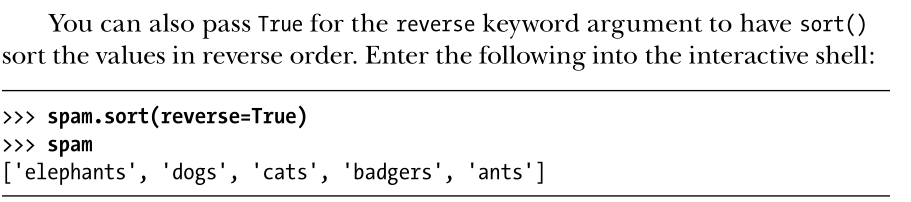 You can also pass True for the reverse keyword argument to have sort()
sort the values in reverse order. Enter the following into the interactive shell:
>>> spam.sort(reverse=True)
>>> spam
['elephants', 'dogs', 'cats', 'badgers', 'ants']